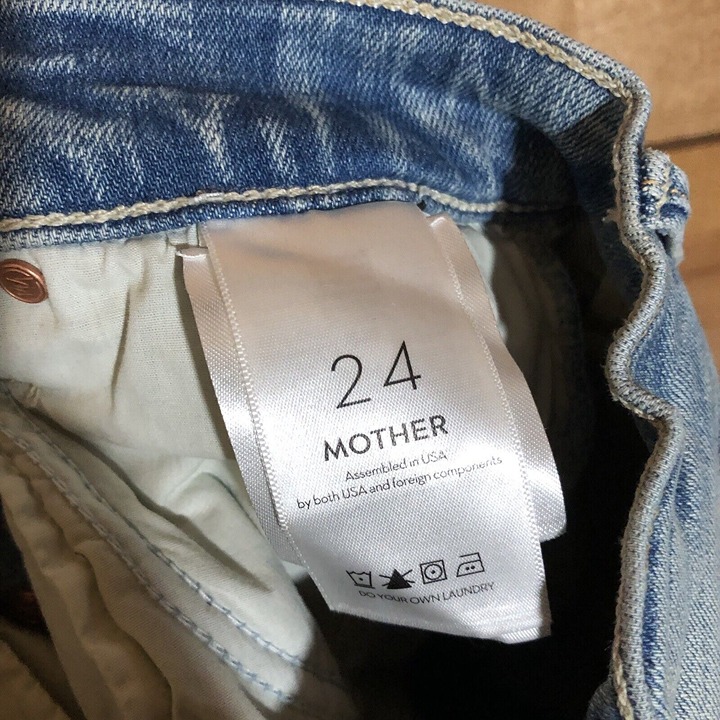 24
MOTHER
Assembled in USA
by both USA and foreign components
DO YOUR OWN LAUNDRY